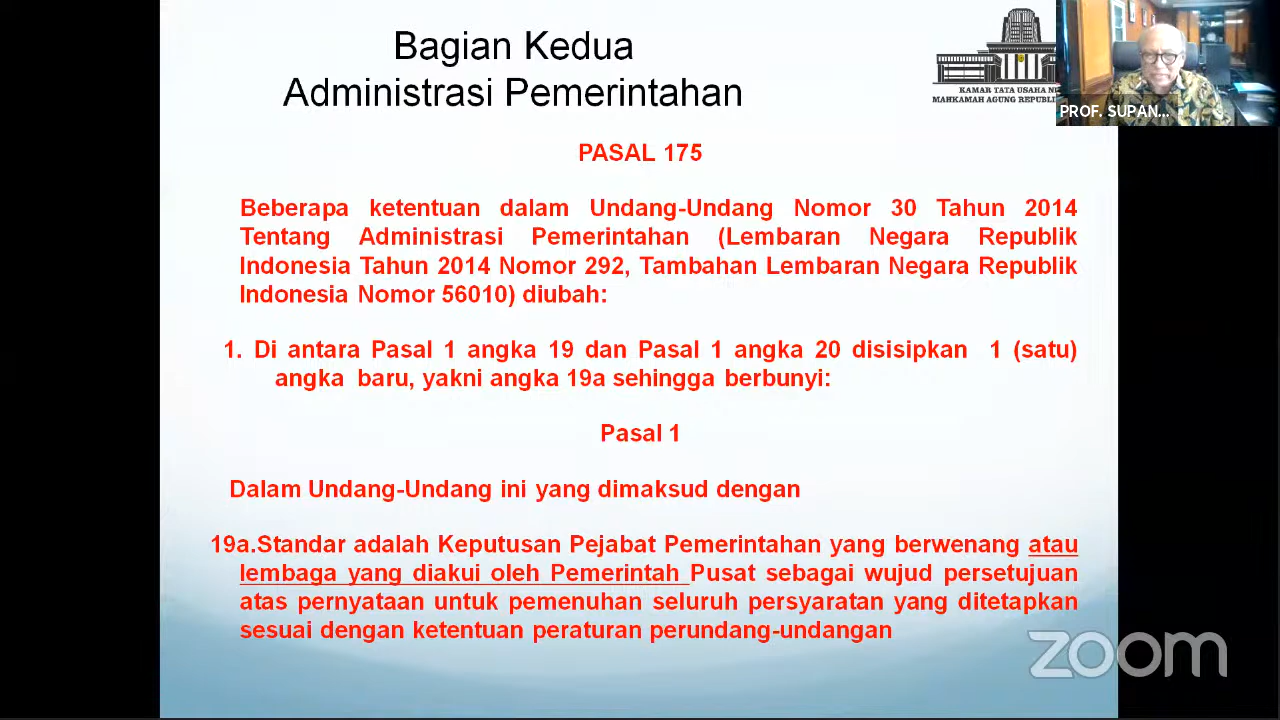 Bagian Kedua
Administrasi Pemerintahan
KAMAR TATA USAHA
MAHKAMAH AGUNG
PROF. SUPAN...
PASAL 175
Beberapa ketentuan dalam Undang-Undang Nomor 30 Tahun 2014
Tentang Administrasi Pemerintahan (Lembaran Negara Republik
Indonesia Tahun 2014 Nomor 292, Tambahan Lembaran Negara Republik
Indonesia Nomor 56010) diubah:
1. Di antara Pasal 1 angka 19 dan Pasal 1 angka 20 disisipkan 1 (satu)
angka baru, yakni angka 19a sehingga berbunyi:
Pasal 1
Dalam Undang-Undang ini yang dimaksud dengan
19a.Standar adalah Keputusan Pejabat Pemerintahan yang berwenang atau
lembaga yang diakui oleh Pemerintah Pusat sebagai wujud persetujuan
atas pernyataan untuk pemenuhan seluruh persyaratan yang ditetapkan
sesuai dengan ketentuan peraturan perundang-undangan
zoom